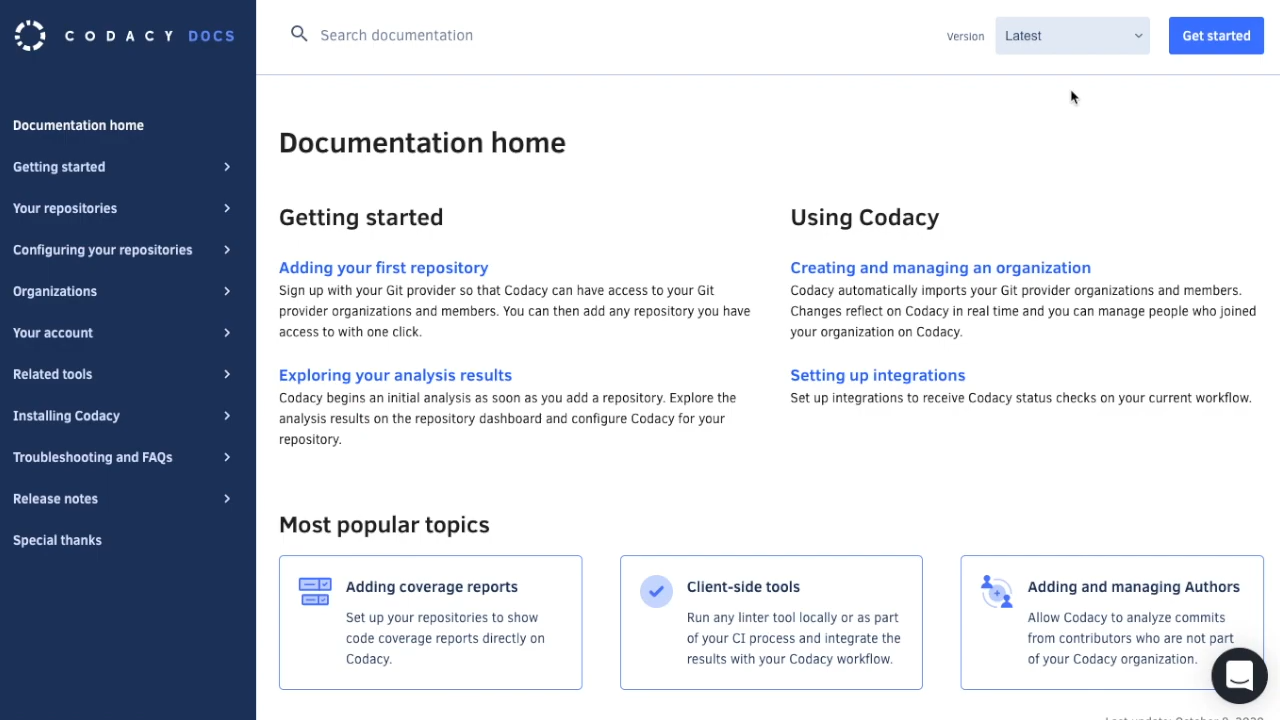 CODACY DOCS
Search documentation
Version
Latest
Get started
Documentation home
Getting started
Your repositories
Configuring your repositories
Organizations
Your account
Related tools
Installing Codacy
Troubleshooting and FAQs
Release notes
Special thanks
Documentation home
Getting started
Adding your first repository
Sign up with your Git provider so that Codacy can have access to your Git
provider organizations and members. You can then add any repository you have
access to with one click.
Exploring your analysis results
Codacy begins an initial analysis as soon as you add a repository. Explore the
analysis results on the repository dashboard and configure Codacy for your
repository.
Using Codacy
Creating and managing an organization
Codacy automatically imports your Git provider organizations and members.
Changes reflect on Codacy in real time and you can manage people who joined
your organization on Codacy.
Setting up integrations
Set up integrations to receive Codacy status checks on your current workflow.
Most popular topics
Adding coverage reports
Set up your repositories to show
code coverage reports directly on
Codacy.
Client-side tools
Run any linter tool locally or as part
of your CI process and integrate the
results with your Codacy workflow.
Adding and managing Authors
Allow Codacy to analyze commits
from contributors who are not part
of your Codacy organization.